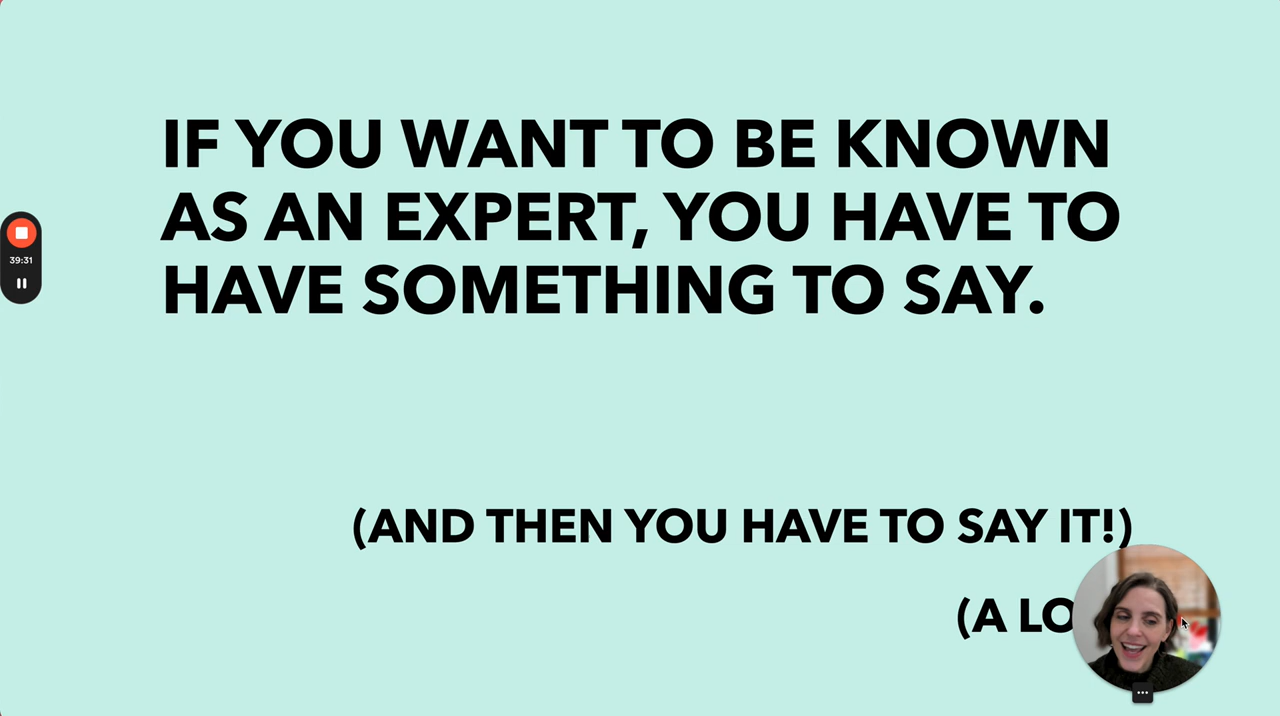 IF YOU WANT TO BE KNOWN
AS AN EXPERT, YOU HAVE TO
HAVE SOMETHING TO SAY.
39:31
(AND THEN YOU HAVE TO SAY IT!)
(A LO